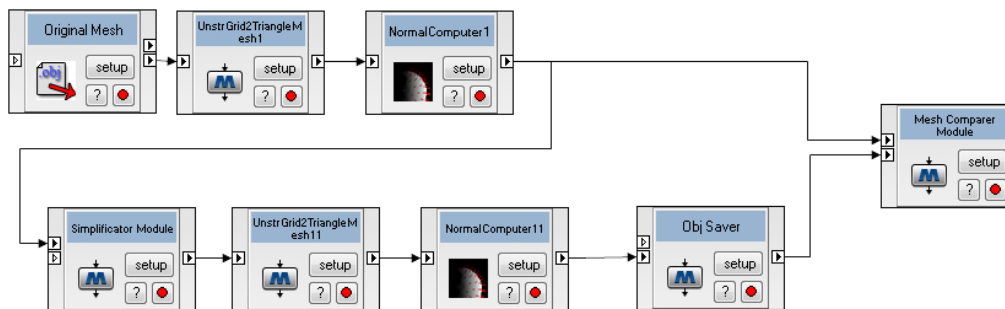 Original Mesh
.obj
setup
?
UnstrGrid2TriangleM
esh1
setup
?
NormalComputer1
setup
?
Mesh Comparer
Module
setup
?
Simplificator Module
setup
?
UnstrGrid2TriangleM
esh11
setup
?
NormalComputer11
setup
?
Obj Saver
setup
?